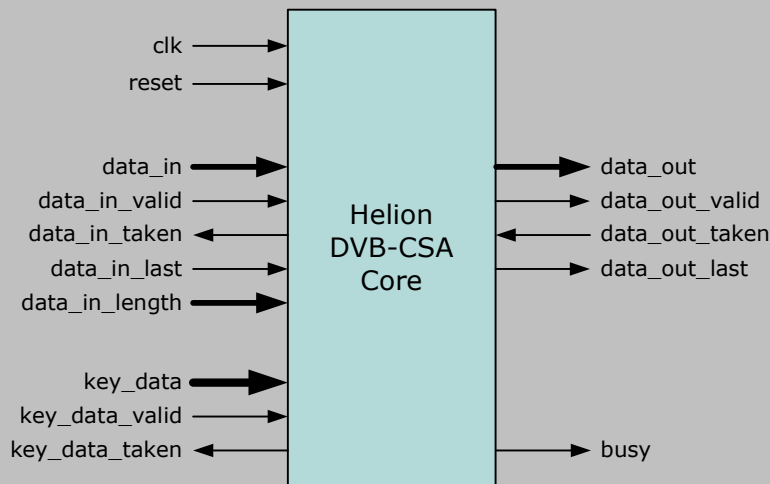 clk
reset
data_in
data_in_valid
data_in_taken
data_in_last
data_in_length
key_data
key_data_valid
key_data_taken
Helion
DVB-CSA
Core
data_out
data_out_valid
data_out_taken
data_out_last
busy